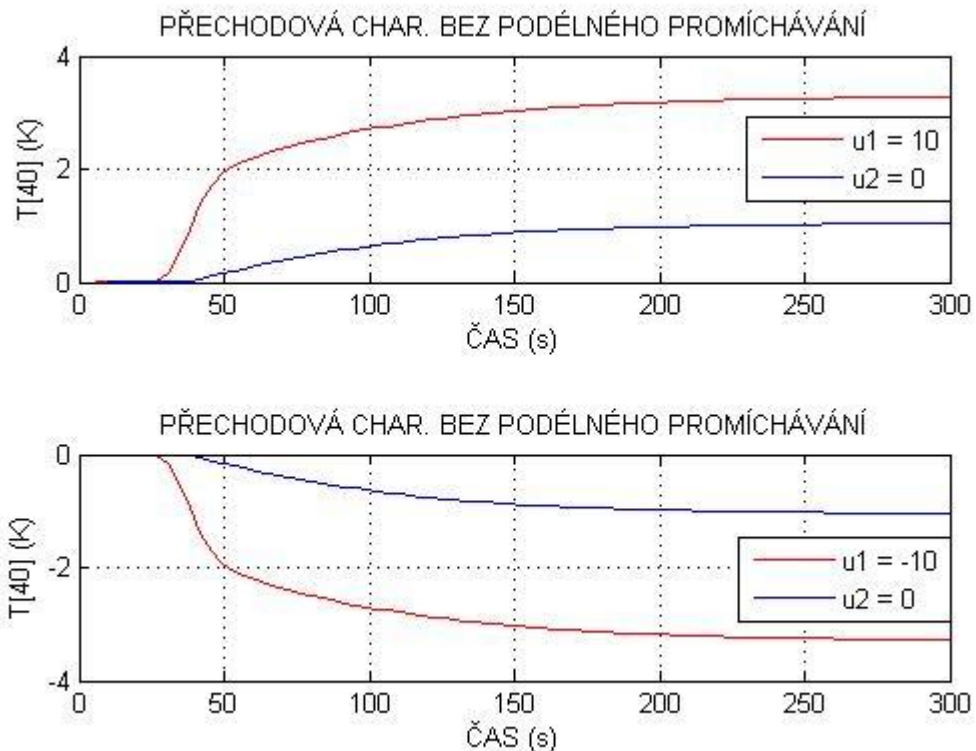 PŘECHODOVÁ CHAR. BEZ PODÉLNÉHO PROMÍCHÁVÁNÍ
4
2
0
T[40] (K)
u1 = 10
u2 = 0
0 50 100 150 200 250 300
ČAS (s)
PŘECHODOVÁ CHAR. BEZ PODÉLNÉHO PROMÍCHÁVÁNÍ
0
-2
-4
T[40] (K)
u1 = -10
u2 = 0
0 50 100 150 200 250 300
ČAS (s)